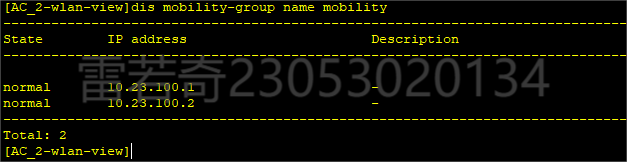 [AC_2-wlan-view]dis mobility-group name mobility
--------------------------------------------------------------------------------
State        IP address                       Description
--------------------------------------------------------------------------------
雷若奇23053020134
normal       10.23.100.1                      -
normal       10.23.100.2                      -
--------------------------------------------------------------------------------
Total: 2
[AC_2-wlan-view]